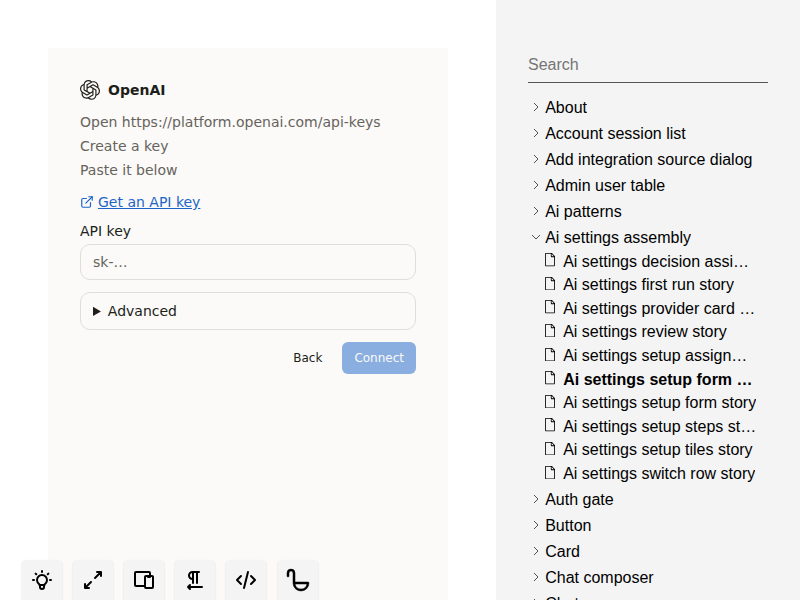 OpenAI
Open https://platform.openai.com/api-keys
Create a key
Paste it below
Get an API key
API key
sk-...
Advanced
Back
Connect
Search
About
Account session list
Add integration source dialog
Admin user table
Ai patterns
Ai settings assembly
Ai settings decision assi…
Ai settings first run story
Ai settings provider card …
Ai settings review story
Ai settings setup assign…
Ai settings setup form …
Ai settings setup form story
Ai settings setup steps st…
Ai settings setup tiles story
Ai settings switch row story
Auth gate
Button
Card
Chat composer